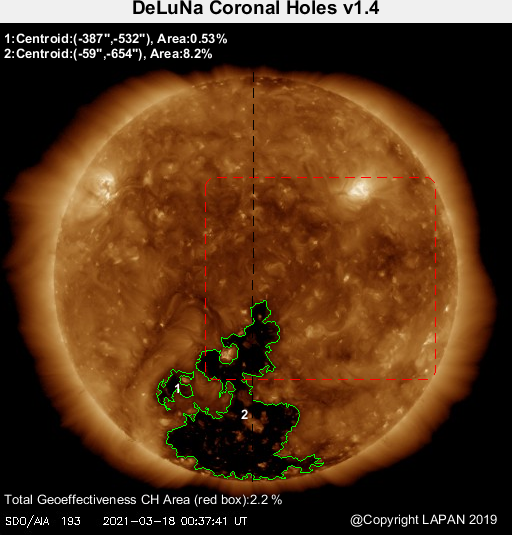 DeLuNa Coronal Holes v1.4
1:Centroid:(-387",-532"), Area:0.53%
2:Centroid:(-59",-654"), Area:8.2%
1
2
Total Geoeffectiveness CH Area (red box):2.2 %
SDO/AIA 193 2021-03-18 00:37:41 UT
@Copyright LAPAN 2019